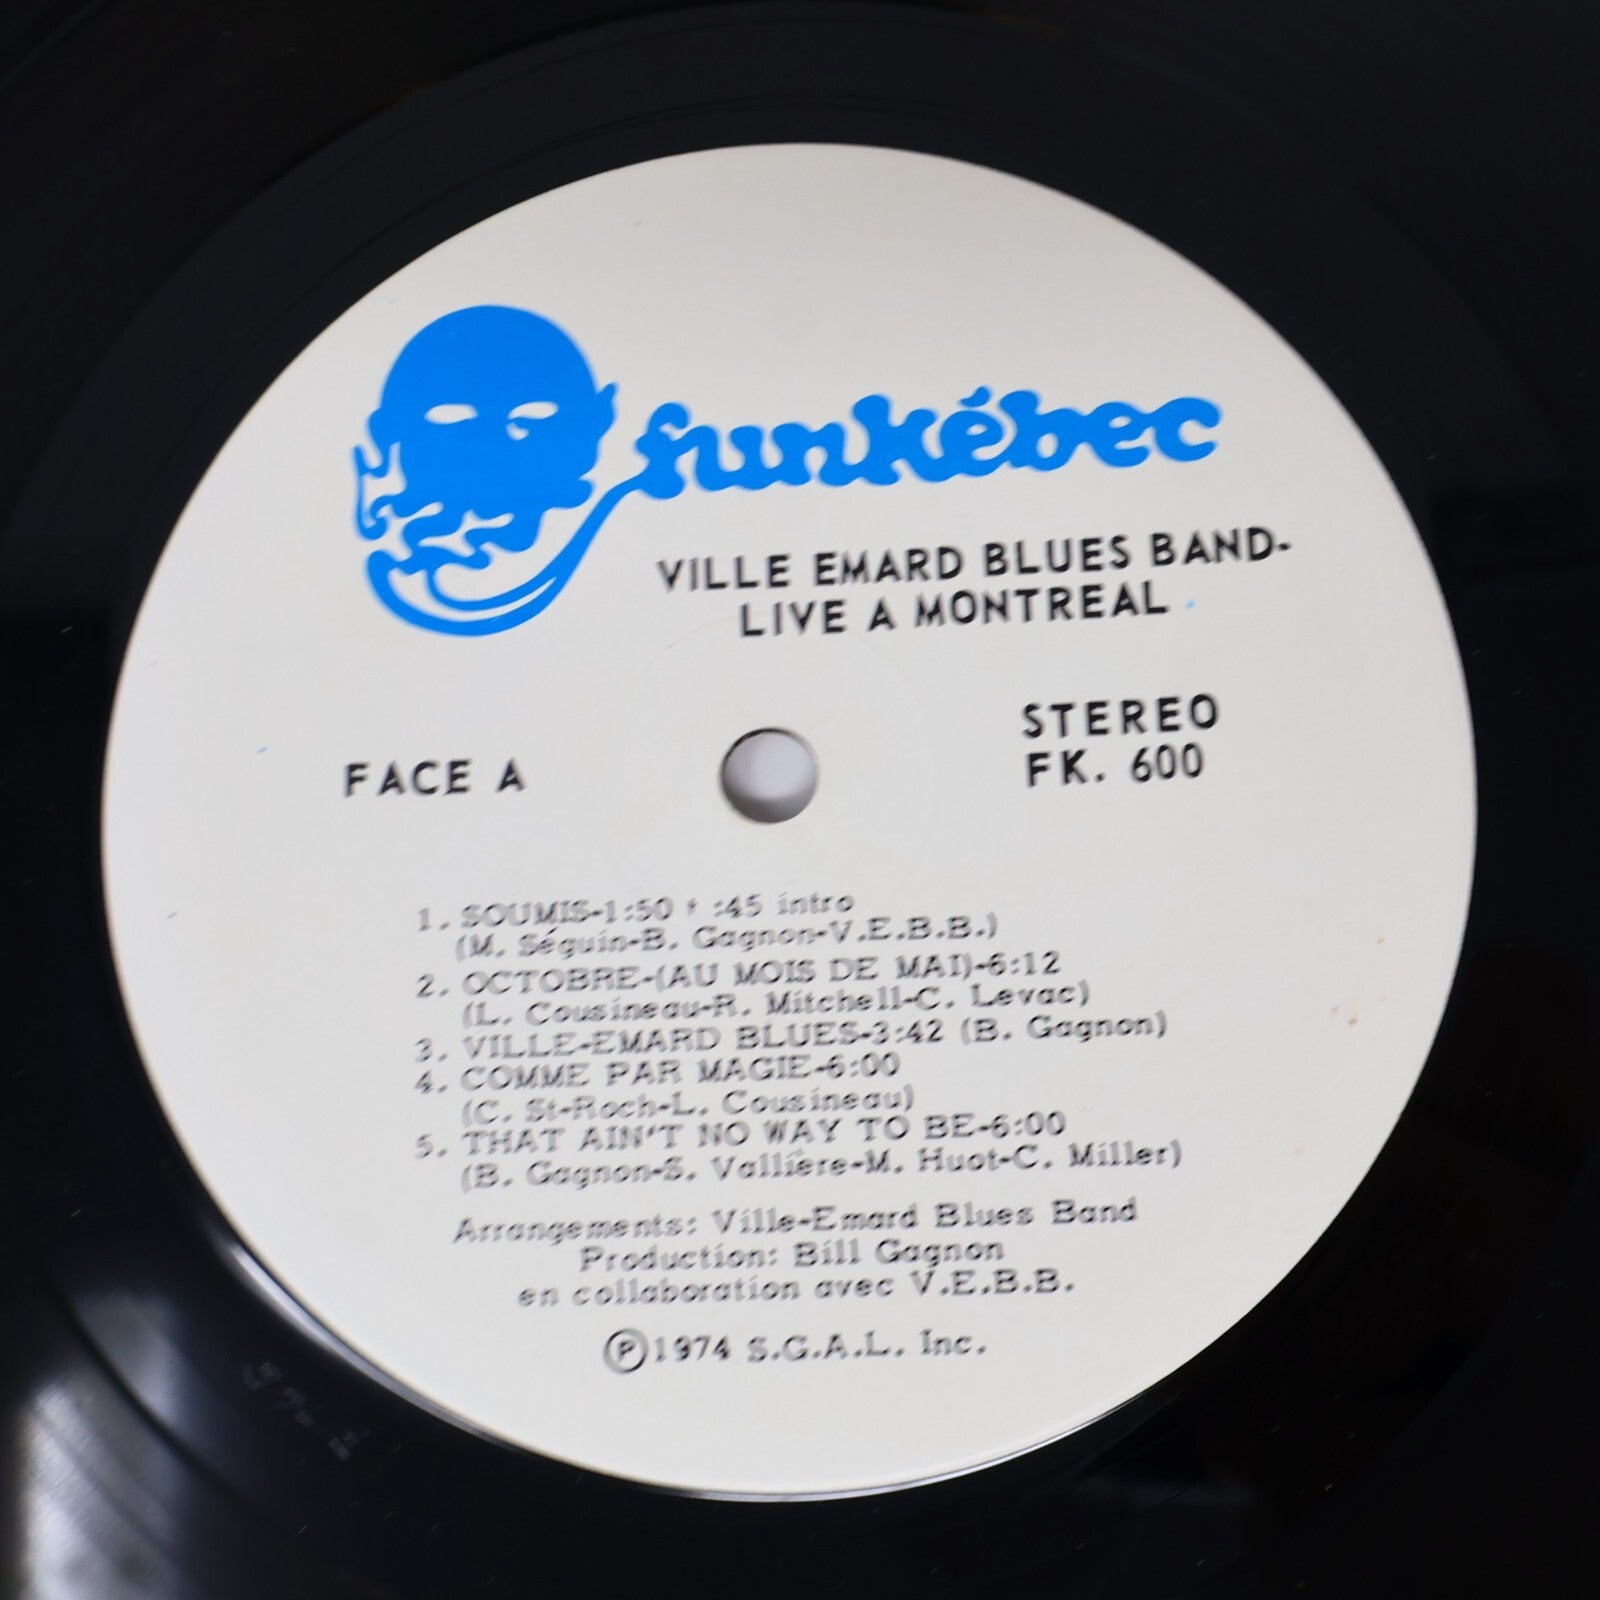 funkébec
VILLE EMARD BLUES BAND-
LIVE A MONTREAL
STEREO
FK. 600
FACE A
1. SOUMIS-1:50 + :45 intro
(M. Séguin-B. Gagnon-V.E.B.B.)
2. OCTOBRE-(AU MOIS DE MAI)-6:12
(L. Cousineau-R. Mitchell-C. Levac)
3. VILLE-EMARD BLUES-3:42 (B. Gagnon)
4. COMME PAR MAGIE-6:00
(C. St-Roch-L. Cousineau)
5. THAT AIN'T NO WAY TO BE-6:00
(B. Gagnon-S. Vallière-M. Huot-C. Miller)
Arrangements: Ville-Emard Blues Band
Production: Bill Gagnon
en collaboration avec V.E.B.B.
Ⓟ1974 S.G.A.L. Inc.